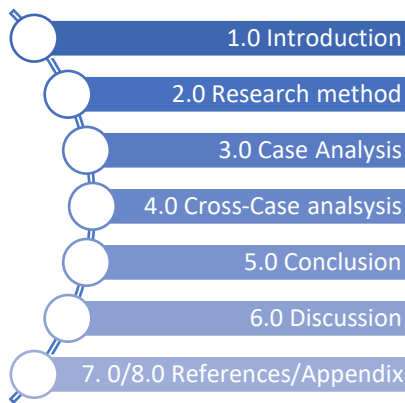 1.0 Introduction
2.0 Research method
3.0 Case Analysis
4.0 Cross-Case analsysis
5.0 Conclusion
6.0 Discussion
7. 0/8.0 References/Appendix